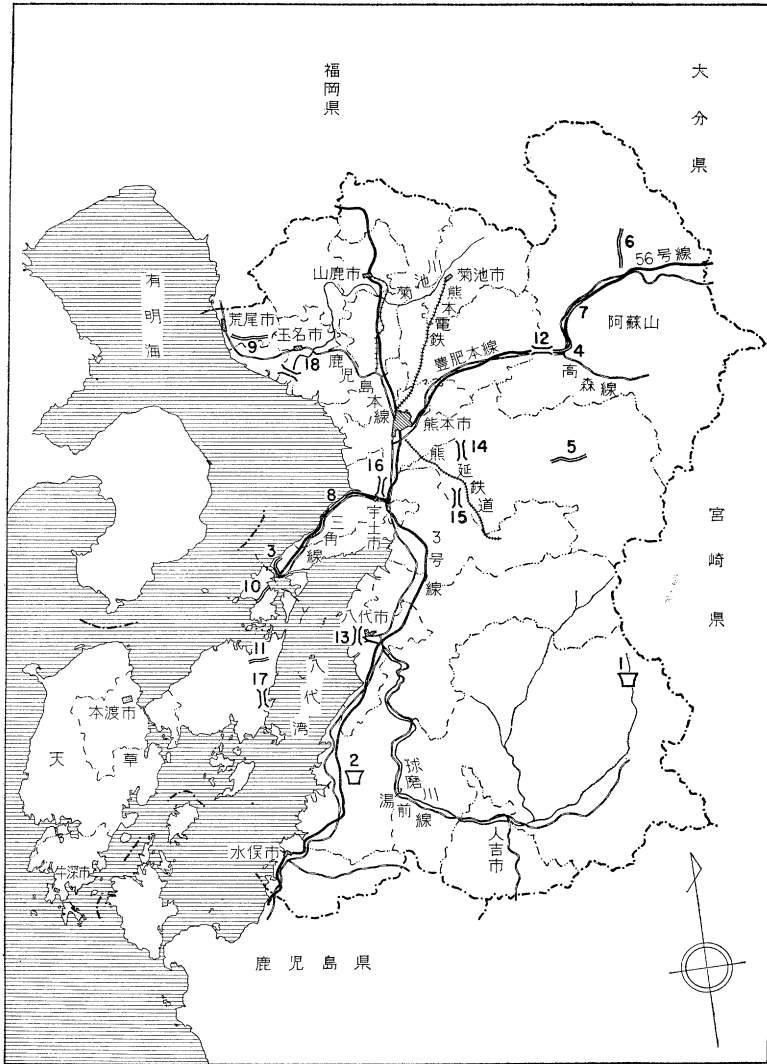 福岡県
大分県
有明海
山鹿市
菊池川
菊池市
熊本電鉄
6
56号線
7
阿蘇山
荒尾市
玉名市
9
18
鹿児島本線
豊肥本線
12
4
高森線
熊本市
16
熊延鉄道
14
15
5
8
宇土市
三角線
3
10
3号線
宮崎県
八代市
13
11
17
八代湾
1
本渡市
天草
2
球磨川
湯前線
人吉市
水俣市
牛深市
鹿児島県